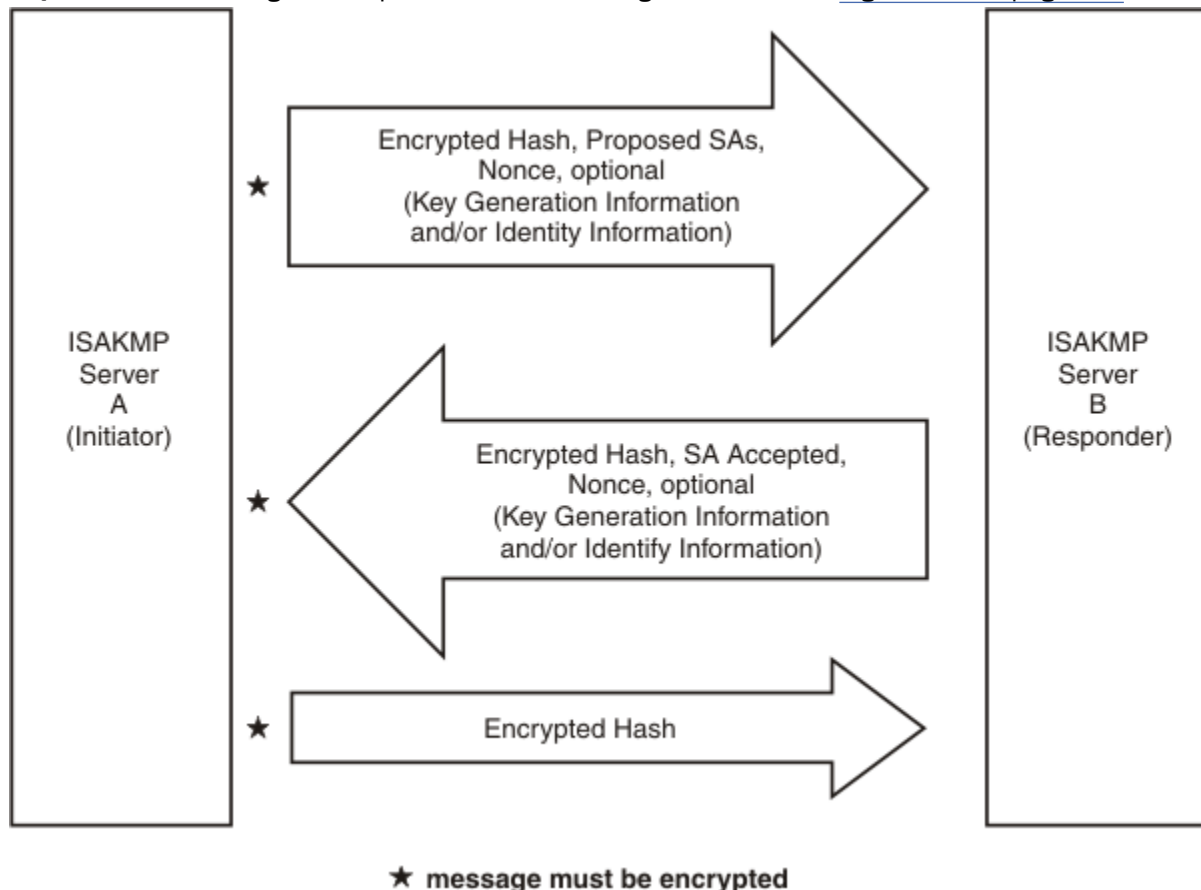 ISAKMP
Server
A
(Initiator)
Encrypted Hash, Proposed SAs,
Nonce, optional
(Key Generation Information
and/or Identity Information)
Encrypted Hash, SA Accepted,
Nonce, optional
(Key Generation Information
and/or Identify Information)
Encrypted Hash
ISAKMP
Server
B
(Responder)
★ message must be encrypted